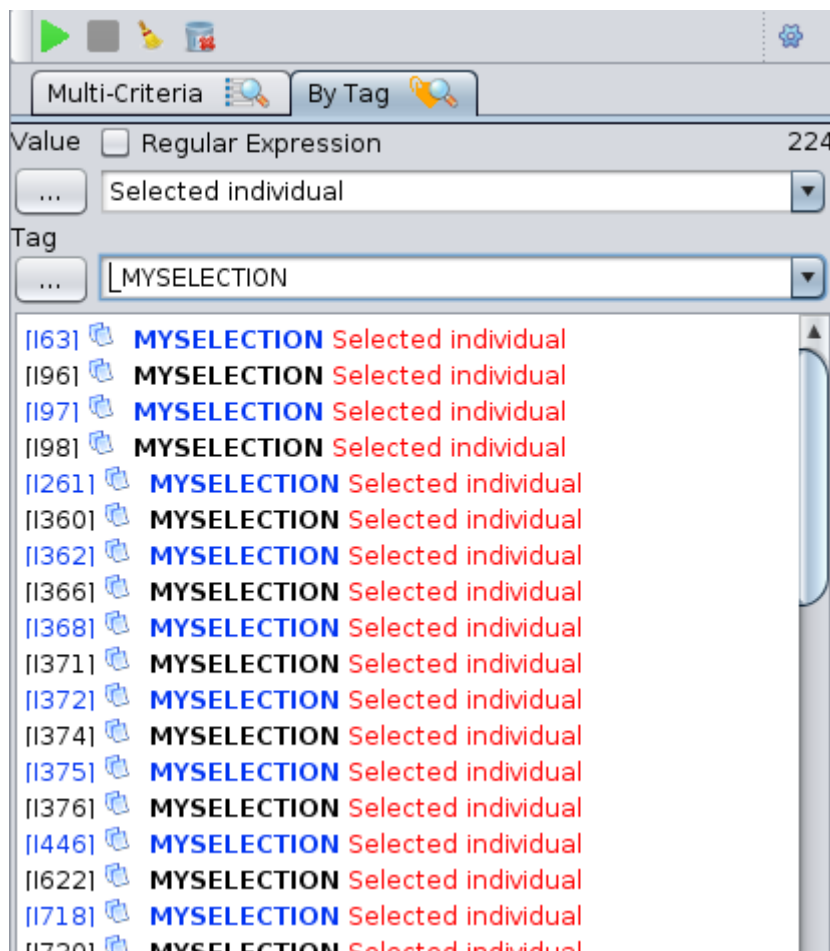 Multi-Criteria By Tag
Value Regular Expression 224
... Selected individual
Tag
... _MYSELECTION
[I63] MYSELECTION Selected individual
[I96] MYSELECTION Selected individual
[I97] MYSELECTION Selected individual
[I98] MYSELECTION Selected individual
[I261] MYSELECTION Selected individual
[I360] MYSELECTION Selected individual
[I362] MYSELECTION Selected individual
[I366] MYSELECTION Selected individual
[I368] MYSELECTION Selected individual
[I371] MYSELECTION Selected individual
[I372] MYSELECTION Selected individual
[I374] MYSELECTION Selected individual
[I375] MYSELECTION Selected individual
[I376] MYSELECTION Selected individual
[I446] MYSELECTION Selected individual
[I622] MYSELECTION Selected individual
[I718] MYSELECTION Selected individual
MYSELECTION Selected individual